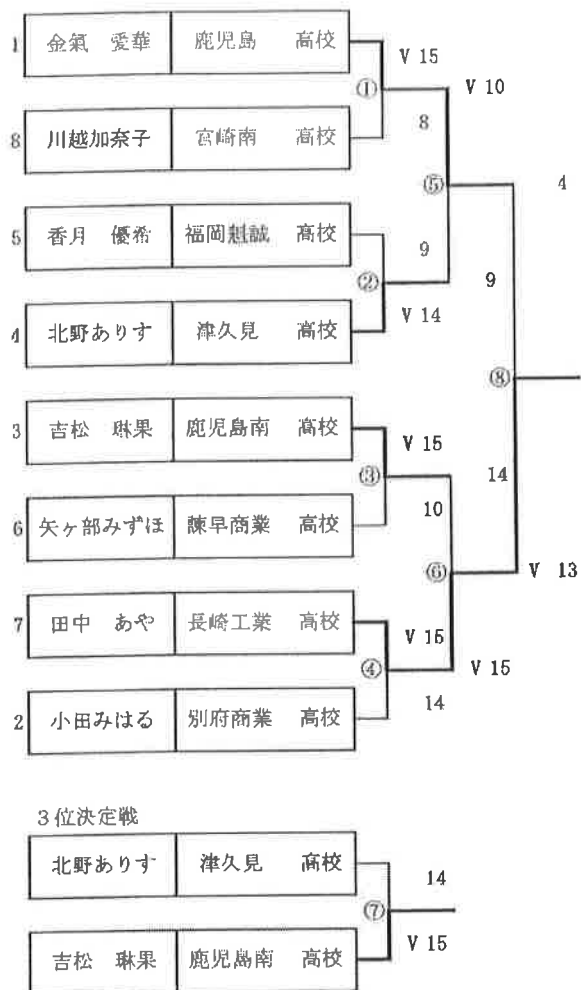 1 金氣 愛華 鹿児島 高校
V 15
V 10
①
8
8 川越加奈子 宮崎南 高校
⑤
4
5 香月 優希 福岡魁誠 高校
9
9
②
V 14
4 北野ありす 津久見 高校
⑧
3 吉松 琳果 鹿児島南 高校
V 15
③
14
10
6 矢ヶ部みずほ 諫早商業 高校
⑥
V 13
7 田中 あや 長崎工業 高校
V 15
V 15
④
14
2 小田みはる 別府商業 高校
3位決定戦
北野ありす 津久見 高校
14
⑦
V 15
吉松 琳果 鹿児島南 高校